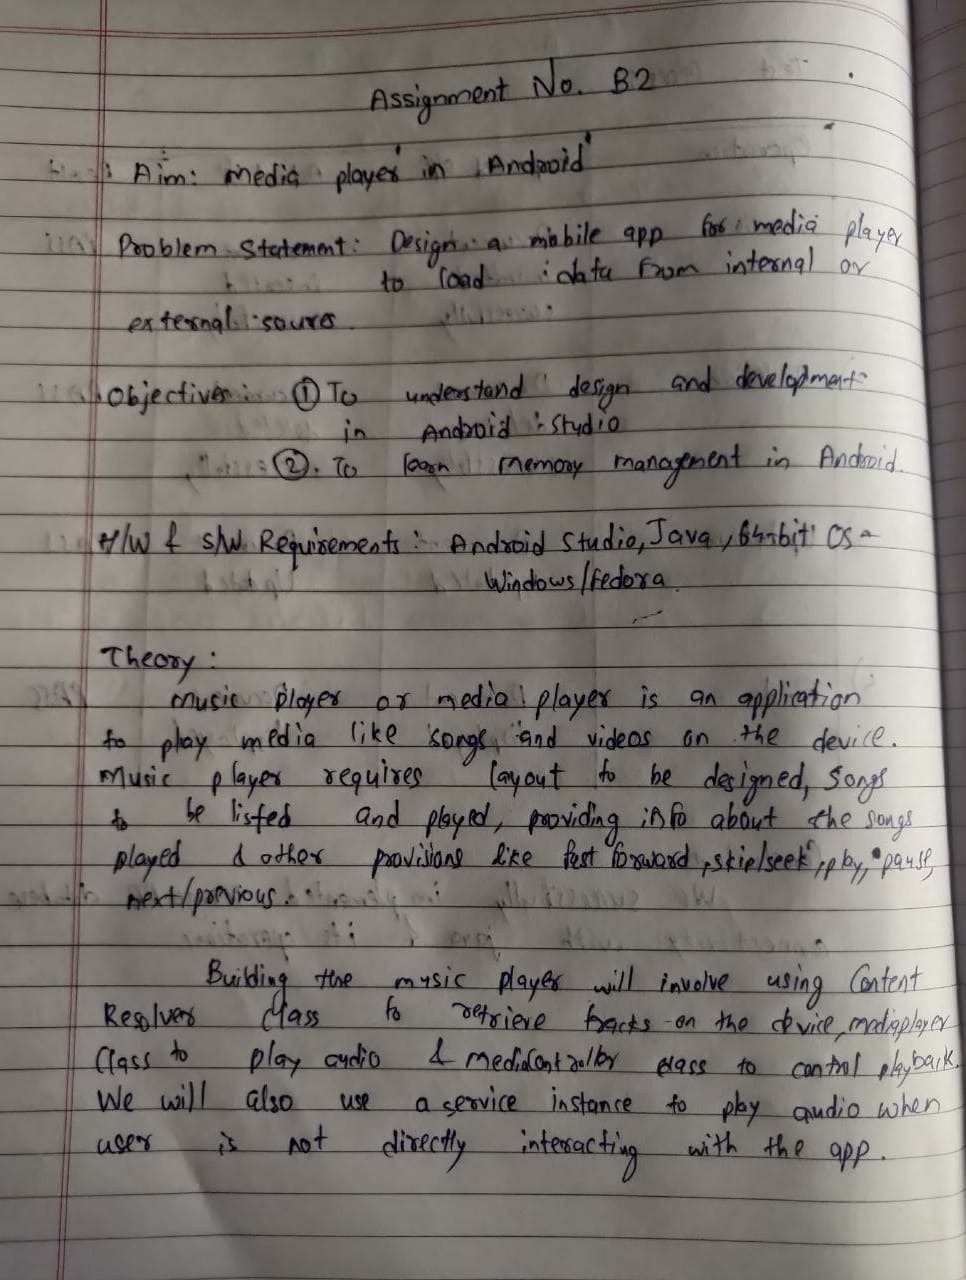 Assignment No. B2
Aim: Media player in Android
Problem Statement: Design a mobile app for media player
to load data from internal or
external soures
Objectives: ① To understand design and development
in Android Studio
②. To learn memory management in Android.
H/W & S/W Requirements: Android Studio, Java, 64-bit OS -
Windows/Fedora.
Theory:
Music player or media player is an application
to play media like songs and videos on the device.
Music player requires layout to be designed, songs
to be listed and played, providing info about the songs
played & other provisions like fast forward, skip/seek, play, pause,
next/previous.
Building the music player will involve using Content
Resolver Class to retrieve tracks on the device, mediaplayer
Class to play audio & mediaController class to control playback.
We will also use a service instance to play audio when
user is not directly interacting with the app.